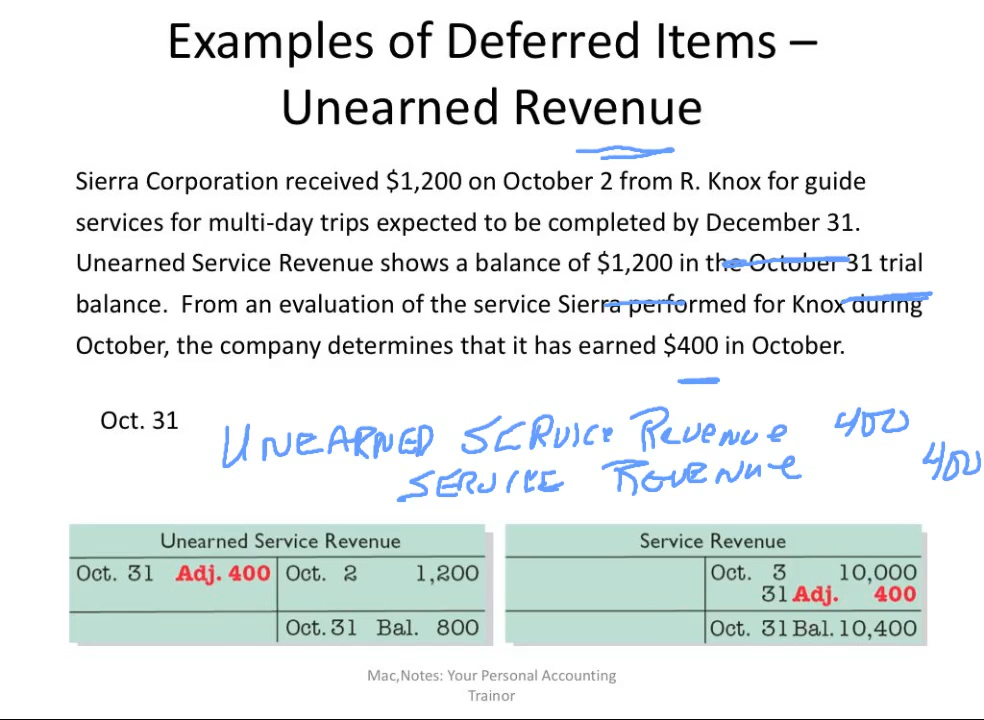 Examples of Deferred Items –
Unearned Revenue
Sierra Corporation received $1,200 on October 2 from R. Knox for guide
services for multi-day trips expected to be completed by December 31.
Unearned Service Revenue shows a balance of $1,200 in the October 31 trial
balance. From an evaluation of the service Sierra performed for Knox during
October, the company determines that it has earned $400 in October.
Oct. 31 UNEARNED SERVICE REVENUE 400
SERVICE REVENUE 400
Unearned Service Revenue Service Revenue
Oct. 31 Adj. 400 Oct. 2 1,200 Oct. 3 10,000
31 Adj. 400
Oct. 31 Bal. 800 Oct. 31 Bal. 10,400
Mac,Notes: Your Personal Accounting
Trainor